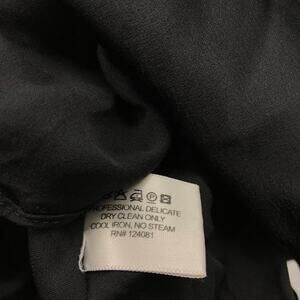 PROFESSIONAL DELICATE
DRY CLEAN ONLY
COOL IRON, NO STEAM
RN# 124081